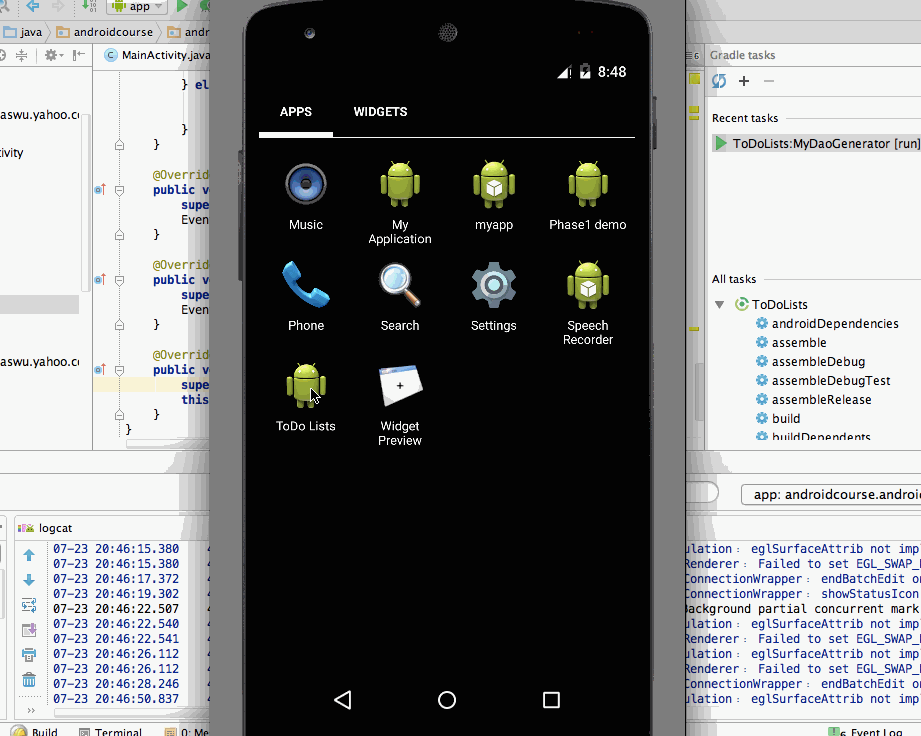 app
java
androidcourse
MainActivity.java
Gradle tasks
8:48
APPS WIDGETS
Recent tasks
ToDoLists:MyDaoGenerator [run]
aswu.yahoo.c
} el
}
}
@Overrid
public v
supe
Even
}
@Overrid
public v
supe
Even
}
@Overrid
public v
supe
this
}
}
aswu.yahoo.c
Music
My
Application
myapp
Phase1 demo
Phone
Search
Settings
Speech
Recorder
ToDo Lists
Widget
Preview
All tasks
ToDoLists
androidDependencies
assemble
assembleDebug
assembleDebugTest
assembleRelease
build
buildDependents
app: androidcourse.androi
logcat
07-23 20:46:15.380 ulation: eglSurfaceAttrib not impl
07-23 20:46:15.380 Renderer: Failed to set EGL_SWAP_
07-23 20:46:17.372 ConnectionWrapper: endBatchEdit o
07-23 20:46:19.302 ConnectionWrapper: showStatusIcon
07-23 20:46:22.507 Background partial concurrent mark
07-23 20:46:22.540 ulation: eglSurfaceAttrib not impl
07-23 20:46:22.541 Renderer: Failed to set EGL_SWAP_
07-23 20:46:26.112 ulation: eglSurfaceAttrib not impl
07-23 20:46:26.112 Renderer: Failed to set EGL_SWAP_
07-23 20:46:28.246 ConnectionWrapper: endBatchEdit o
07-23 20:46:50.837 ulation: eglSurfaceAttrib not impl
Build Terminal 0: Me Event Log